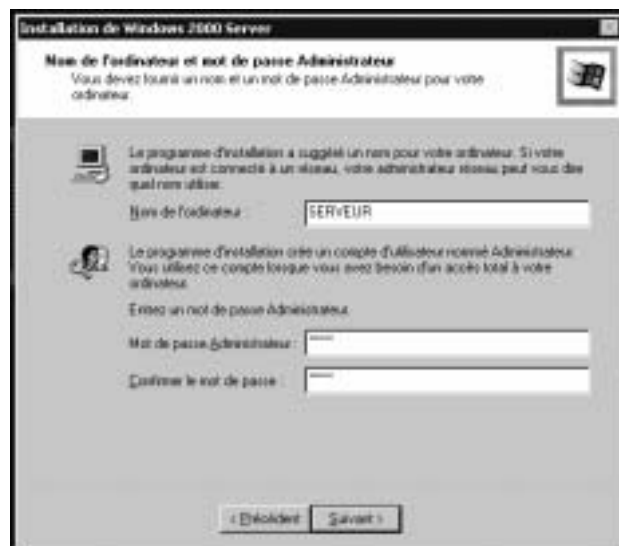 Installation de Windows 2000 Server
Nom de l'ordinateur et mot de passe Administrateur
Vous devez fournir un nom et un mot de passe Administrateur pour votre
ordinateur.
Le programme d'installation a suggéré un nom pour votre ordinateur. Si votre
ordinateur est connecté à un réseau, votre administrateur réseau peut vous dire
quel nom utiliser.
Nom de l'ordinateur :
SERVEUR
Le programme d'installation crée un compte d'utilisateur nommé Administrateur.
Vous utilisez ce compte lorsque vous avez besoin d'un accès total à votre
ordinateur.
Entrez un mot de passe Administrateur.
Mot de passe Administrateur :
Confirmer le mot de passe :
< Précédent
Suivant >